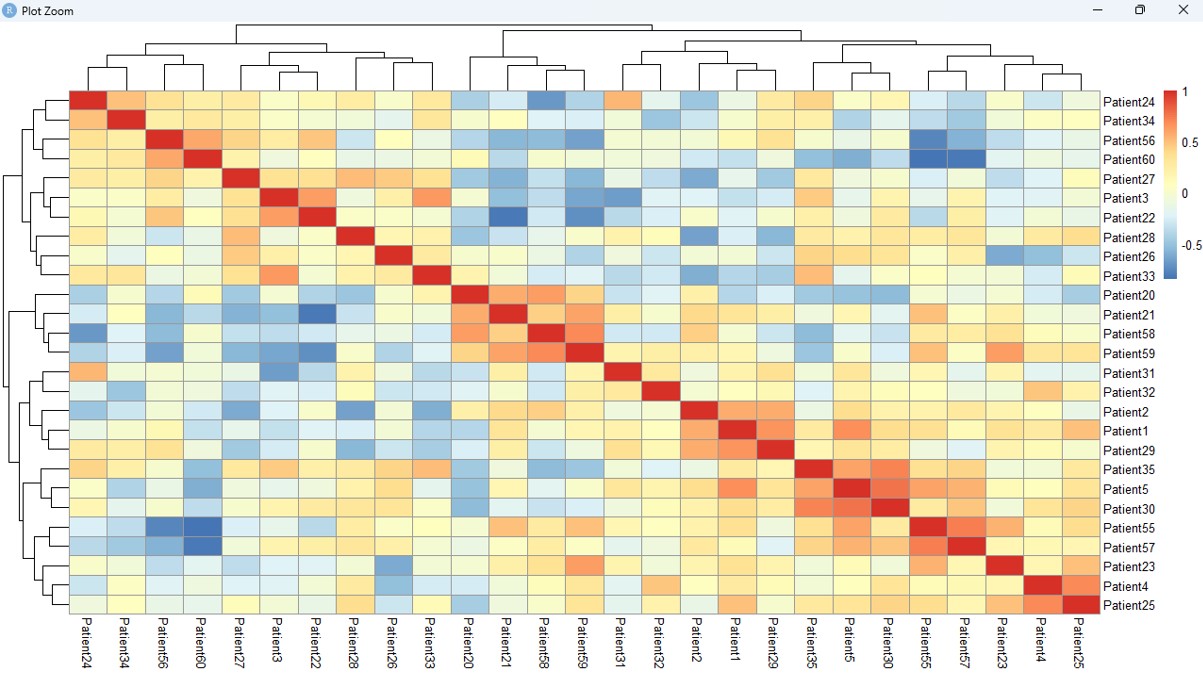 R Plot Zoom
Patient24
Patient34
Patient56
Patient60
Patient27
Patient3
Patient22
Patient28
Patient26
Patient33
Patient20
Patient21
Patient58
Patient59
Patient31
Patient32
Patient2
Patient1
Patient29
Patient35
Patient5
Patient30
Patient55
Patient57
Patient23
Patient4
Patient25
1
0.5
0
-0.5
Patient24
Patient34
Patient56
Patient60
Patient27
Patient3
Patient22
Patient28
Patient26
Patient33
Patient20
Patient21
Patient58
Patient59
Patient31
Patient32
Patient2
Patient1
Patient29
Patient35
Patient5
Patient30
Patient55
Patient57
Patient23
Patient4
Patient25